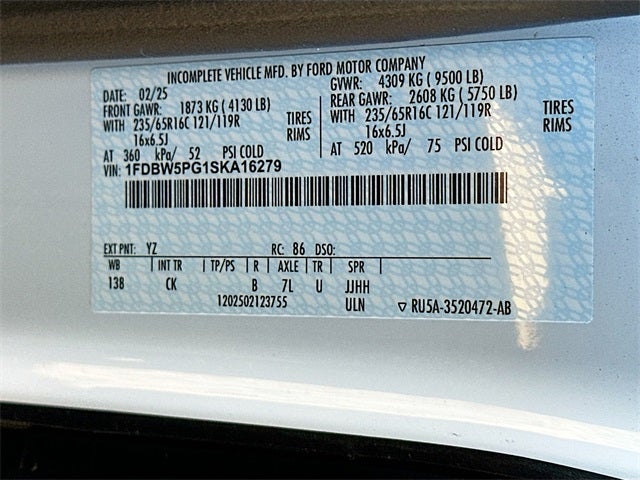 INCOMPLETE VEHICLE MFD. BY FORD MOTOR COMPANY
DATE: 02/25 GVWR: 4309 KG ( 9500 LB)
FRONT GAWR: 1873 KG ( 4130 LB) REAR GAWR: 2608 KG ( 5750 LB)
WITH 235/65R16C 121/119R TIRES WITH 235/65R16C 121/119R TIRES
16x6.5J RIMS 16x6.5J RIMS
AT 360 kPa/ 52 PSI COLD AT 520 kPa/ 75 PSI COLD
VIN: 1FDBW5PG1SKA16279
EXT PNT: YZ RC: 86 DSO:
WB INT TR TP/PS R AXLE TR SPR
138 CK B 7L U JJHH
1202502123755 ULN ▽ RU5A-3520472-AB